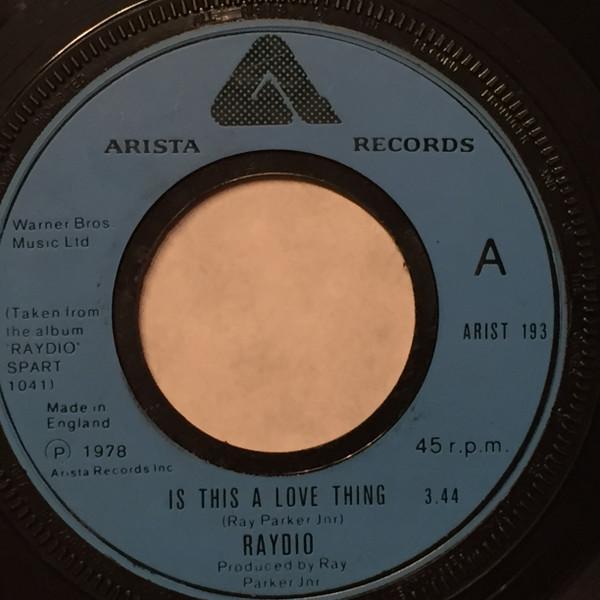 ARISTA RECORDS
Warner Bros.
Music Ltd
A
(Taken from
the album
'RAYDIO'
SPART
1041)
ARIST 193
Made in
England
Ⓟ 1978
Arista Records Inc
45 r.p.m.
IS THIS A LOVE THING 3.44
(Ray Parker Jnr)
RAYDIO
Produced by Ray
Parker Jnr